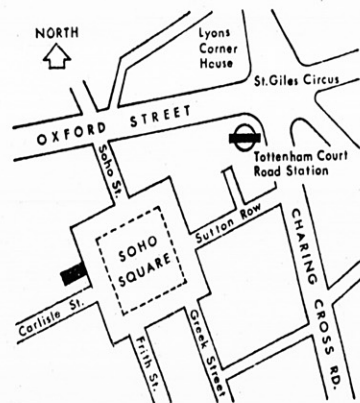 NORTH
Lyons
Corner
House
St. Giles Circus
OXFORD STREET
Tottenham Court
Road Station
Soho St.
SOHO
SQUARE
Sutton Row
CHARING CROSS RD.
Carlisle St.
Frith St.
Greek Street